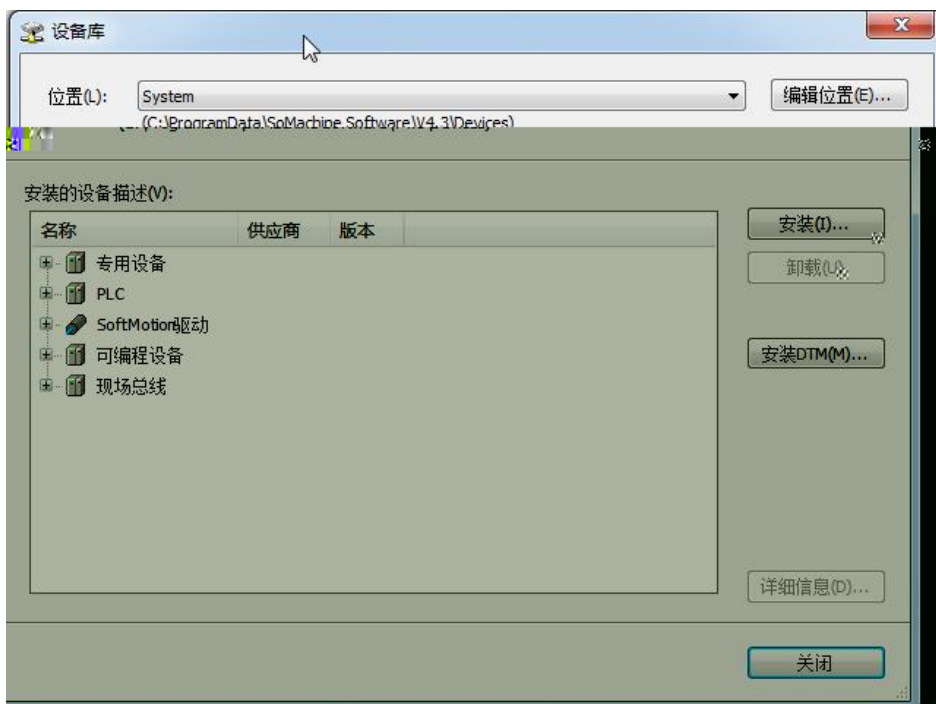 设备库
位置(L): System 编辑位置(E)...
(C:\ProgramData\SoMachine Software\V4.3\Devices)
安装的设备描述(V):
名称 供应商 版本
安装(I)...
专用设备
卸载(U)
PLC
SoftMotion驱动
可编程设备
安装DTM(M)...
现场总线
详细信息(D)...
关闭